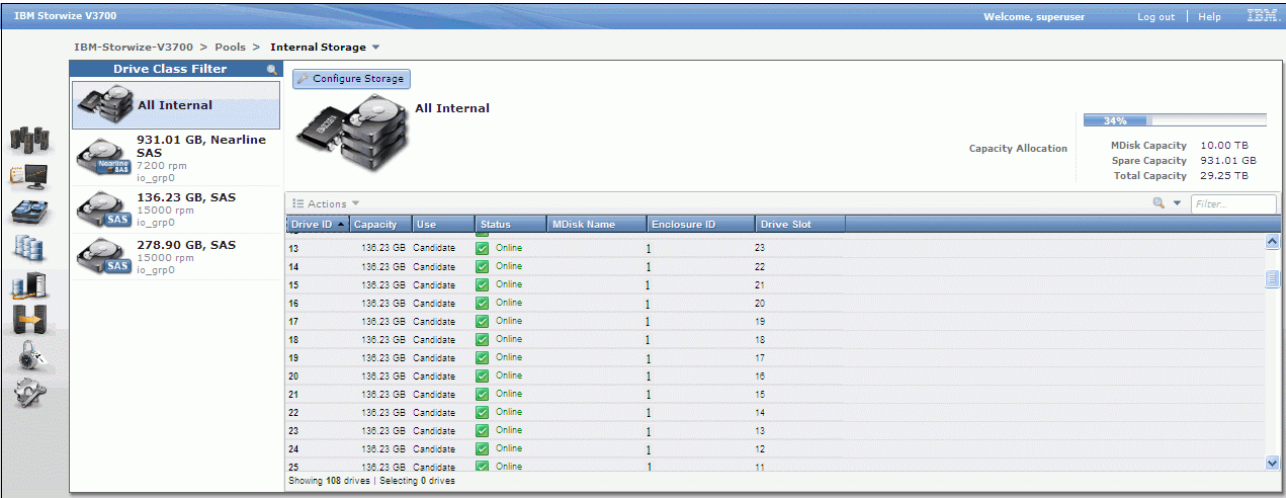 IBM Storwize V3700 Welcome, superuser Log out | Help IBM.
IBM-Storwize-V3700 > Pools > Internal Storage
Drive Class Filter
All Internal
931.01 GB, Nearline
SAS
7200 rpm
io_grp0
Nearline
SAS
136.23 GB, SAS
15000 rpm
io_grp0
SAS
278.90 GB, SAS
15000 rpm
io_grp0
SAS
Configure Storage
All Internal
34%
Capacity Allocation
MDisk Capacity 10.00 TB
Spare Capacity 931.01 GB
Total Capacity 29.25 TB
Actions Filter...
Drive ID Capacity Use Status MDisk Name Enclosure ID Drive Slot
13 136.23 GB Candidate Online 1 23
14 136.23 GB Candidate Online 1 22
15 136.23 GB Candidate Online 1 21
16 136.23 GB Candidate Online 1 20
17 136.23 GB Candidate Online 1 19
18 136.23 GB Candidate Online 1 18
19 136.23 GB Candidate Online 1 17
20 136.23 GB Candidate Online 1 16
21 136.23 GB Candidate Online 1 15
22 136.23 GB Candidate Online 1 14
23 136.23 GB Candidate Online 1 13
24 136.23 GB Candidate Online 1 12
25 136.23 GB Candidate Online 1 11
Showing 108 drives | Selecting 0 drives